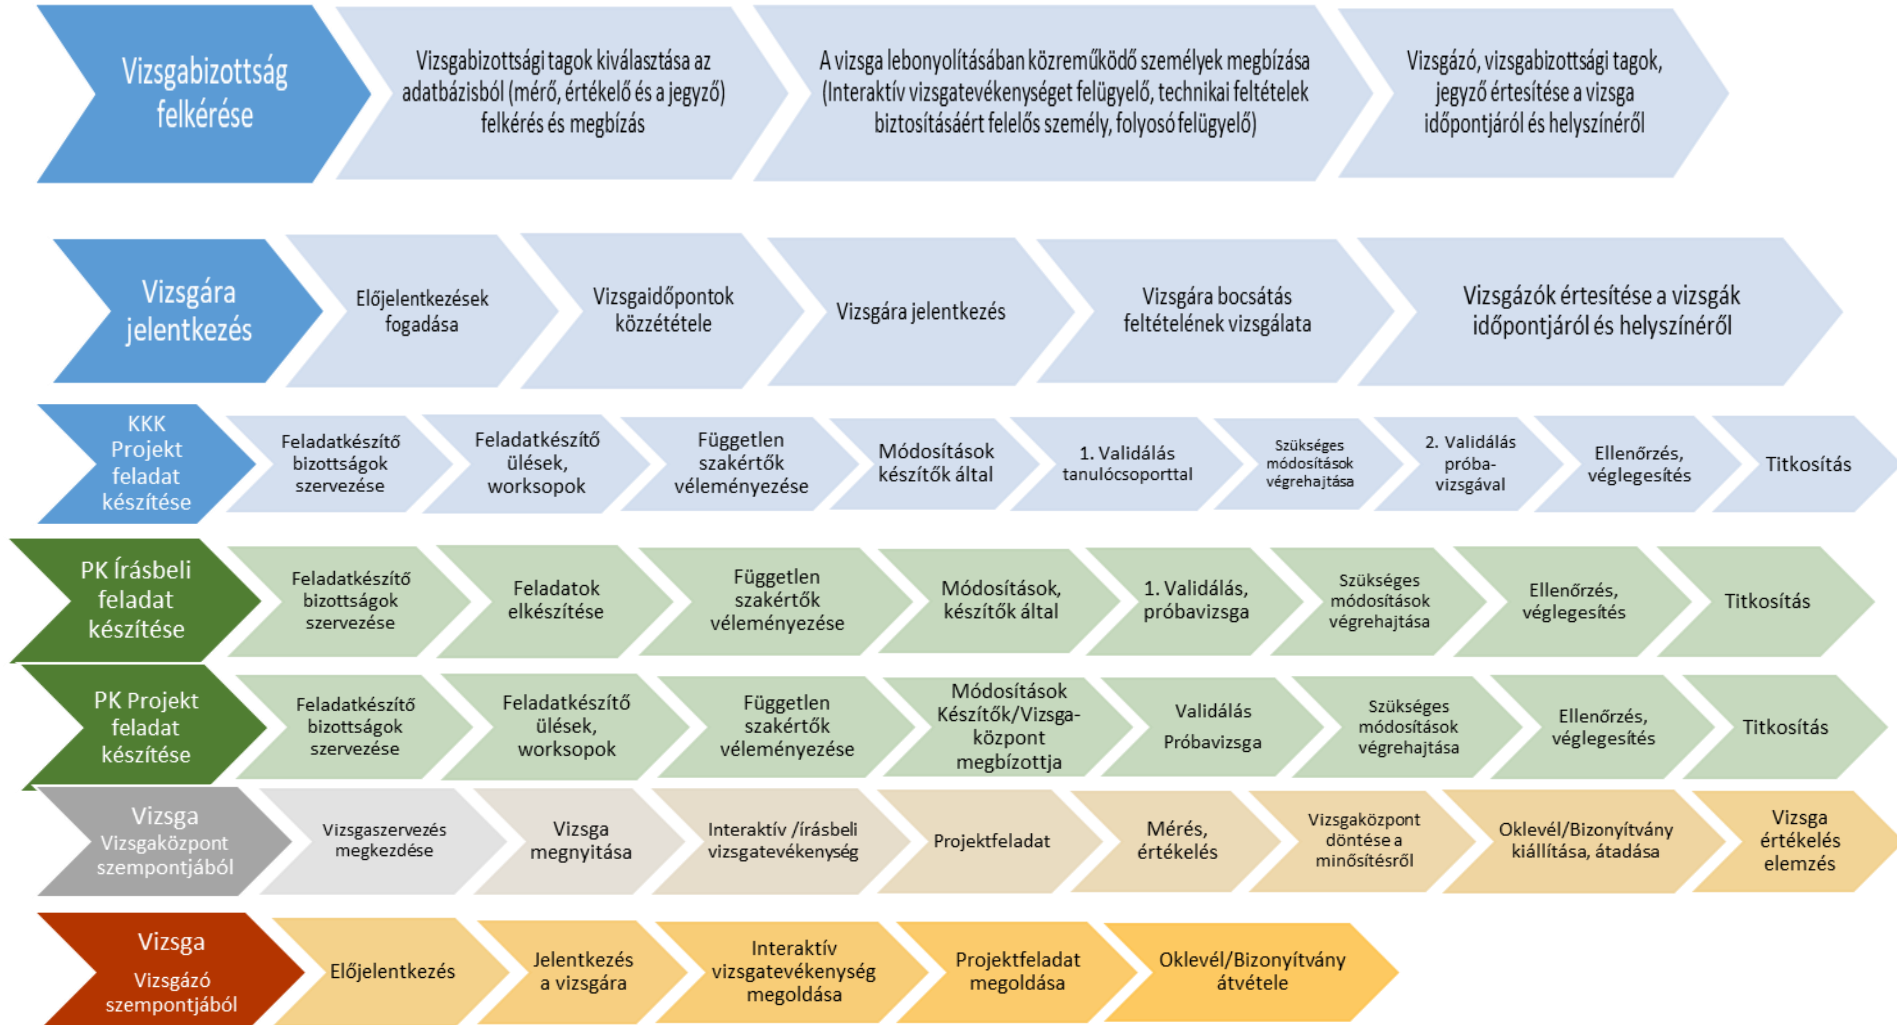 Vizsgabizottság
felkérése
Vizsgabizottsági tagok kiválasztása az
adatbázisból (mérő, értékelő és a jegyző)
felkérés és megbízás
A vizsga lebonyolításában közreműködő személyek megbízása
(Interaktív vizsgatevékenységet felügyelő, technikai feltételek
biztosításáért felelős személy, folyosó felügyelő)
Vizsgázó, vizsgabizottsági tagok,
jegyző értesítése a vizsga
időpontjáról és helyszínéről
Vizsgára
jelentkezés
Előjelentkezések
fogadása
Vizsgaidőpontok
közzététele
Vizsgára jelentkezés
Vizsgára bocsátás
feltételének vizsgálata
Vizsgázók értesítése a vizsgák
időpontjáról és helyszínéről
KKK
Projekt
feladat
készítése
Feladatkészítő
bizottságok
szervezése
Feladatkészítő
ülések,
worksopok
Független
szakértők
véleményezése
Módosítások
készítők által
1. Validálás
tanulócsoporttal
Szükséges
módosítások
végrehajtása
2. Validálás
próba-
vizsgával
Ellenőrzés,
véglegesítés
Titkosítás
PK Írásbeli
feladat
készítése
Feladatkészítő
bizottságok
szervezése
Feladatok
elkészítése
Független
szakértők
véleményezése
Módosítások,
készítők által
1. Validálás,
próbavizsga
Szükséges
módosítások
végrehajtása
Ellenőrzés,
véglegesítés
Titkosítás
PK Projekt
feladat
készítése
Feladatkészítő
bizottságok
szervezése
Feladatkészítő
ülések,
worksopok
Független
szakértők
véleményezése
Módosítások
Készítők/Vizsga-
központ
megbízottja
Validálás
Próbavizsga
Szükséges
módosítások
végrehajtása
Ellenőrzés,
véglegesítés
Titkosítás
Vizsga
Vizsgaközpont
szempontjából
Vizsgaszervezés
megkezdése
Vizsga
megnyitása
Interaktív /írásbeli
vizsgatevékenység
Projektfeladat
Mérés,
értékelés
Vizsgaközpont
döntése a
minősítésről
Oklevél/Bizonyítvány
kiállítása, átadása
Vizsga
értékelés
elemzés
Vizsga
Vizsgázó
szempontjából
Előjelentkezés
Jelentkezés
a vizsgára
Interaktív
vizsgatevékenység
megoldása
Projektfeladat
megoldása
Oklevél/Bizonyítvány
átvétele